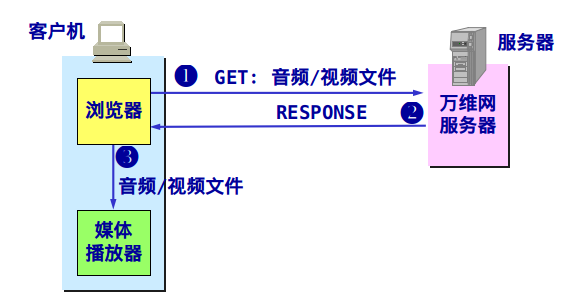 客户机
服务器
❶ GET: 音频/视频文件
浏览器
RESPONSE ❷
万维网
服务器
❸
音频/视频文件
媒体
播放器